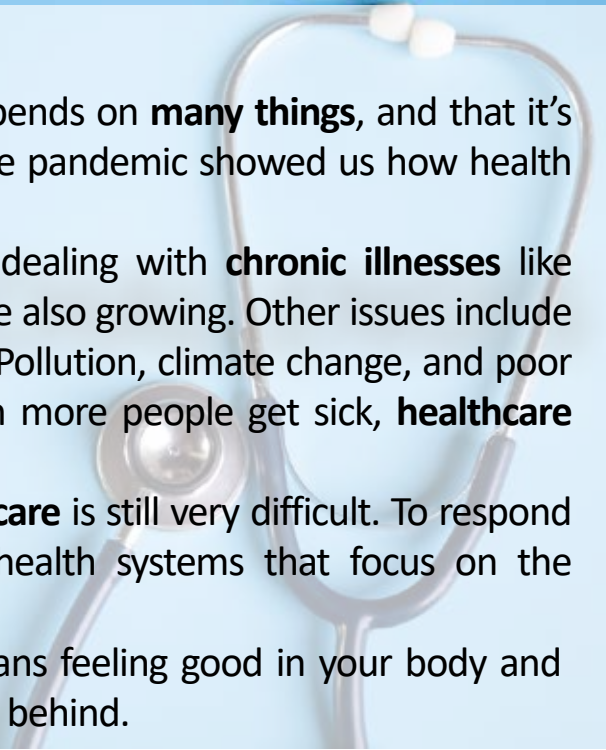 pends on many things, and that it's
e pandemic showed us how health
dealing with chronic illnesses like
e also growing. Other issues include
Pollution, climate change, and poor
n more people get sick, healthcare
care is still very difficult. To respond
health systems that focus on the
ans feeling good in your body and
behind.